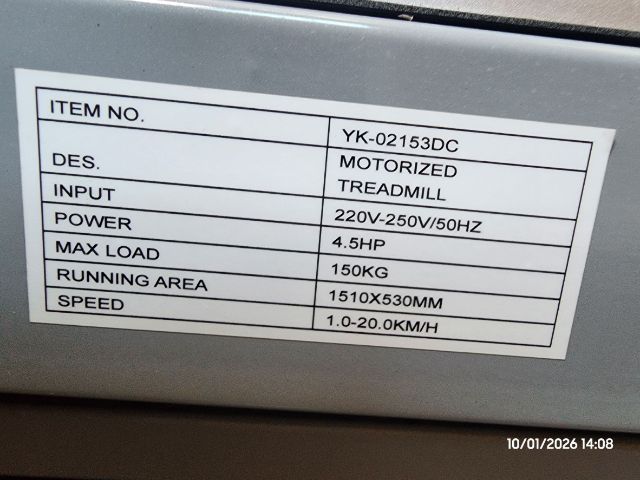 ITEM NO. YK-02153DC
DES. MOTORIZED
TREADMILL
INPUT 220V-250V/50HZ
POWER 4.5HP
MAX LOAD 150KG
RUNNING AREA 1510X530MM
SPEED 1.0-20.0KM/H
10/01/2026 14:08